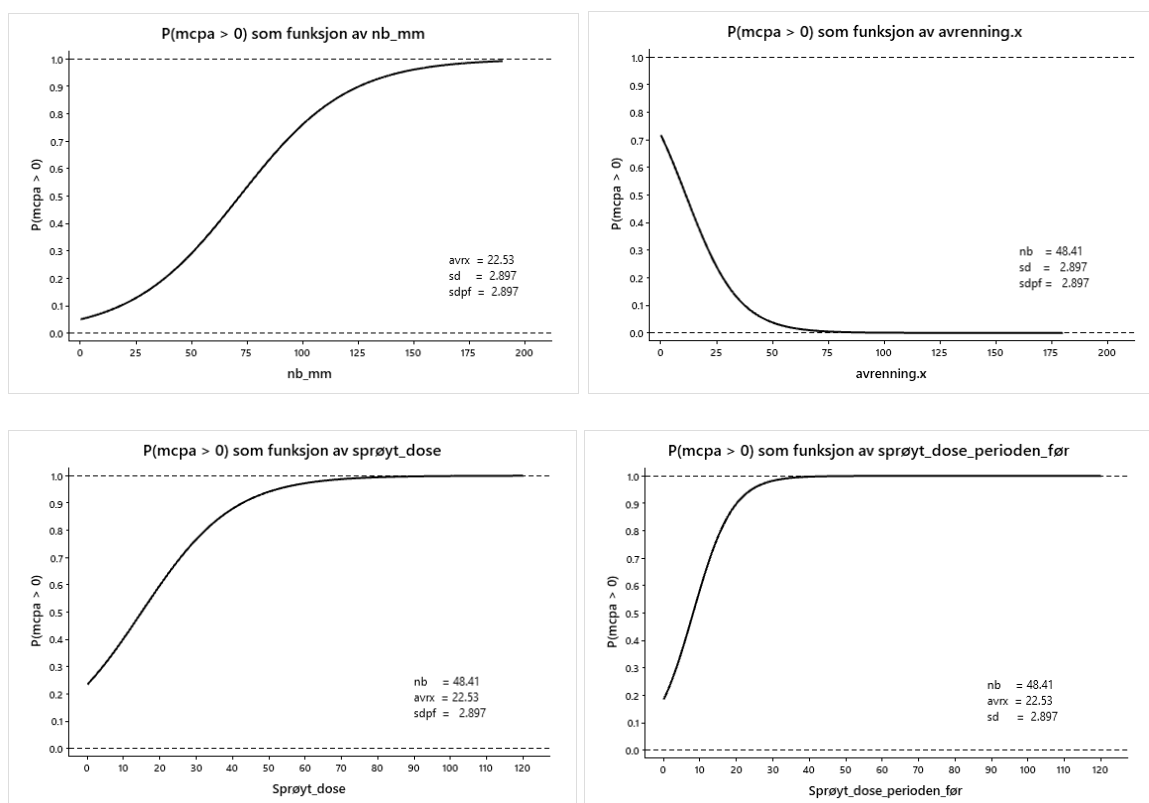 P(mcpa > 0) som funksjon av nb_mm
1.0
0.9
0.8
0.7
0.6
0.5
0.4
0.3
0.2
0.1
0.0
P(mcpa > 0)
avrx = 22.53
sd = 2.897
sdpf = 2.897
0 25 50 75 100 125 150 175 200
nb_mm
P(mcpa > 0) som funksjon av avrenning.x
1.0
0.9
0.8
0.7
0.6
0.5
0.4
0.3
0.2
0.1
0.0
P(mcpa > 0)
nb = 48.41
sd = 2.897
sdpf = 2.897
0 25 50 75 100 125 150 175 200
avrenning.x
P(mcpa > 0) som funksjon av sprøyt_dose
1.0
0.9
0.8
0.7
0.6
0.5
0.4
0.3
0.2
0.1
0.0
P(mcpa > 0)
nb = 48.41
avrx = 22.53
sdpf = 2.897
0 10 20 30 40 50 60 70 80 90 100 110 120
Sprøyt_dose
P(mcpa > 0) som funksjon av sprøyt_dose_perioden_før
1.0
0.9
0.8
0.7
0.6
0.5
0.4
0.3
0.2
0.1
0.0
P(mcpa > 0)
nb = 48.41
avrx = 22.53
sd = 2.897
0 10 20 30 40 50 60 70 80 90 100 110 120
Sprøyt_dose_perioden_før